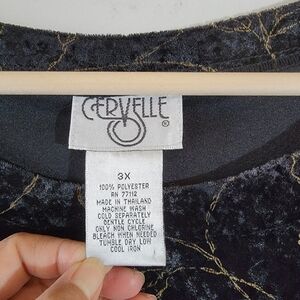 CERVELLE
®
3X
100% POLYESTER
RN 77112
MADE IN THAILAND
MACHINE WASH
COLD SEPARATELY
GENTLE CYCLE
ONLY NON CHLORINE
BLEACH WHEN NEEDED
TUMBLE DRY LOW
COOL IRON